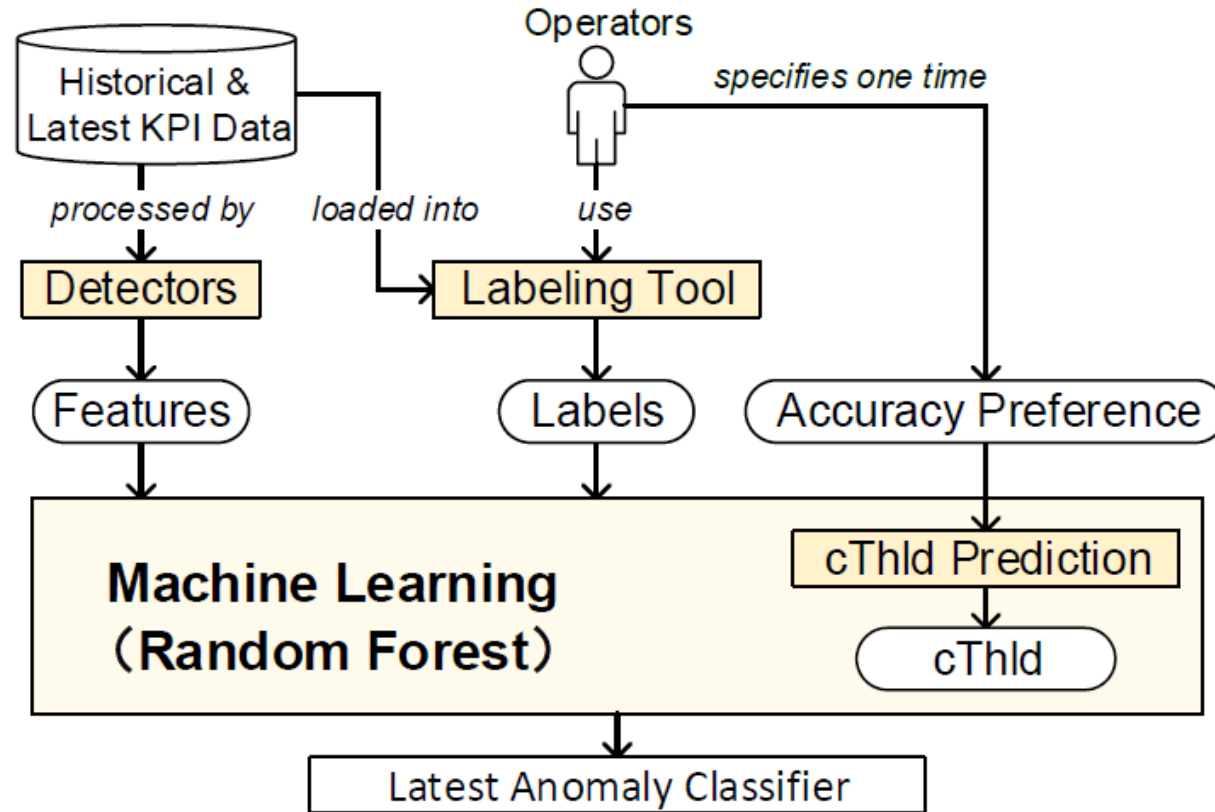 Operators
Historical &
Latest KPI Data
specifies one time
processed by
loaded into
use
Detectors
Labeling Tool
Features
Labels
Accuracy Preference
cThld Prediction
Machine Learning
（Random Forest）
cThld
Latest Anomaly Classifier